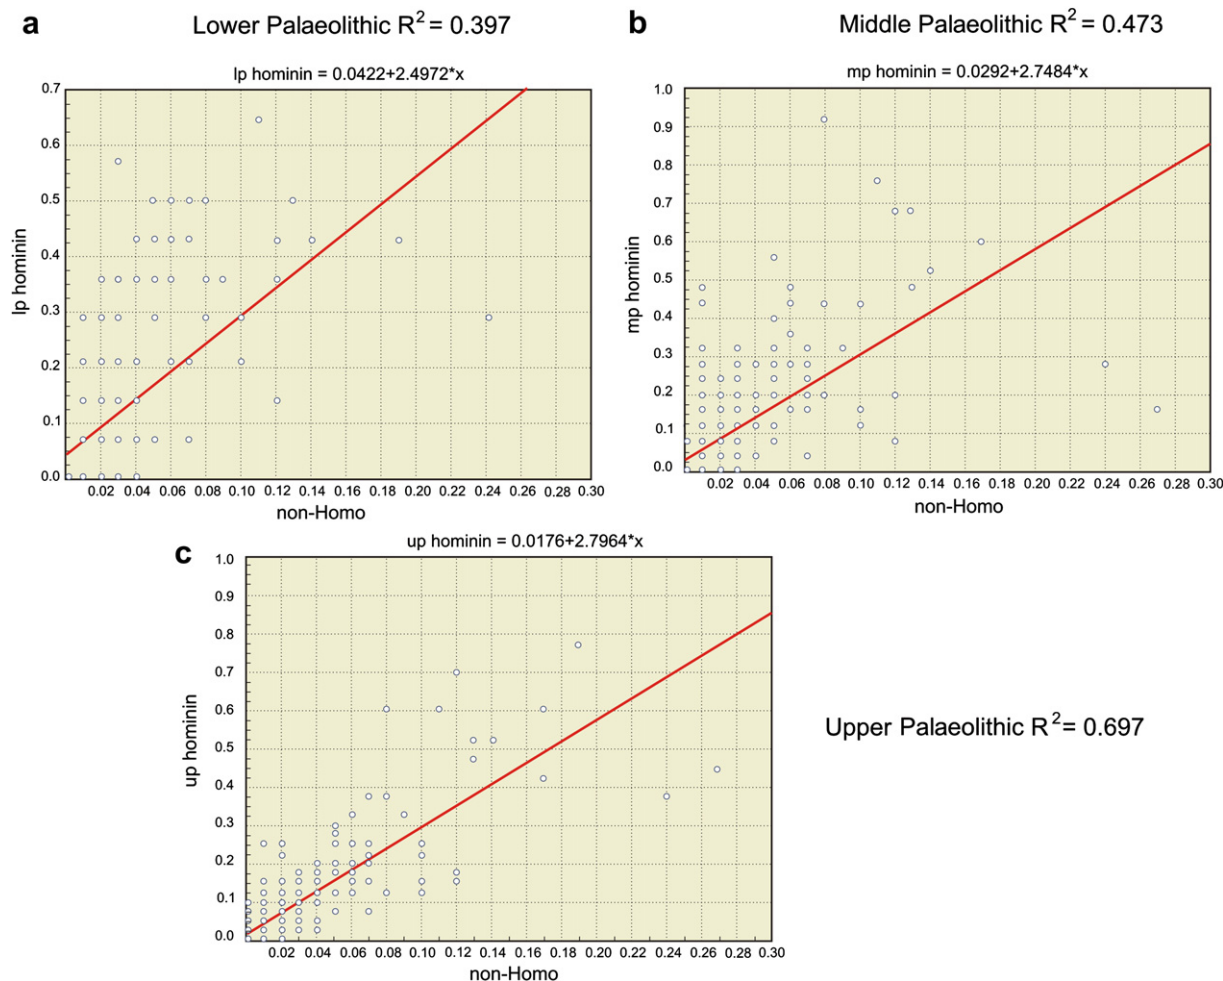 a
Lower Palaeolithic R² = 0.397
lp hominin = 0.0422+2.4972*x
0.7
0.6
0.5
0.4
0.3
0.2
0.1
0.0
lp hominin
0.02 0.04 0.06 0.08 0.10 0.12 0.14 0.16 0.18 0.20 0.22 0.24 0.26 0.28 0.30
non-Homo
b
Middle Palaeolithic R² = 0.473
mp hominin = 0.0292+2.7484*x
1.0
0.9
0.8
0.7
0.6
0.5
0.4
0.3
0.2
0.1
0.0
mp hominin
0.02 0.04 0.06 0.08 0.10 0.12 0.14 0.16 0.18 0.20 0.22 0.24 0.26 0.28 0.30
non-Homo
c
up hominin = 0.0176+2.7964*x
1.0
0.9
0.8
0.7
0.6
0.5
0.4
0.3
0.2
0.1
0.0
up hominin
0.02 0.04 0.06 0.08 0.10 0.12 0.14 0.16 0.18 0.20 0.22 0.24 0.26 0.28 0.30
non-Homo
Upper Palaeolithic R² = 0.697